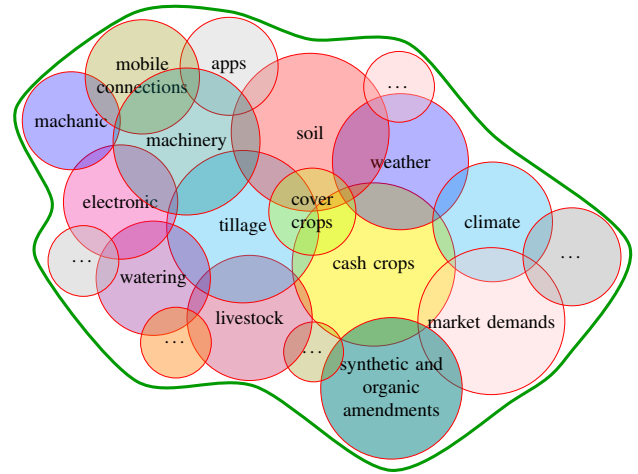 mobile
connections
apps
...
machanic
machinery
soil
weather
electronic
tillage
cover
crops
climate
...
watering
cash crops
...
livestock
market demands
...
...
synthetic and
organic
amendments